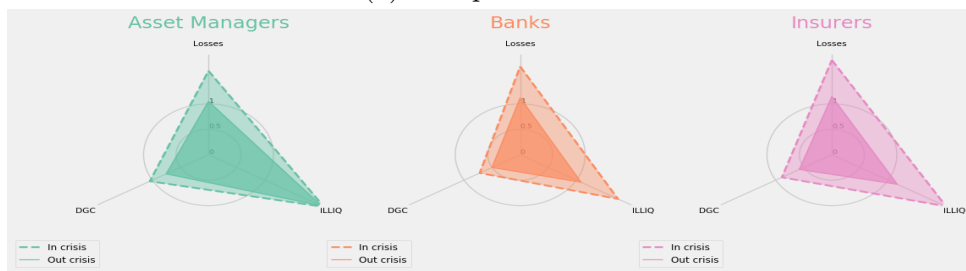 Asset Managers
Losses
1
0.5
0
DGC
ILLIQ
In crisis
Out crisis
Banks
Losses
1
0.5
0
DGC
ILLIQ
In crisis
Out crisis
Insurers
Losses
1
0.5
0
DGC
ILLIQ
In crisis
Out crisis